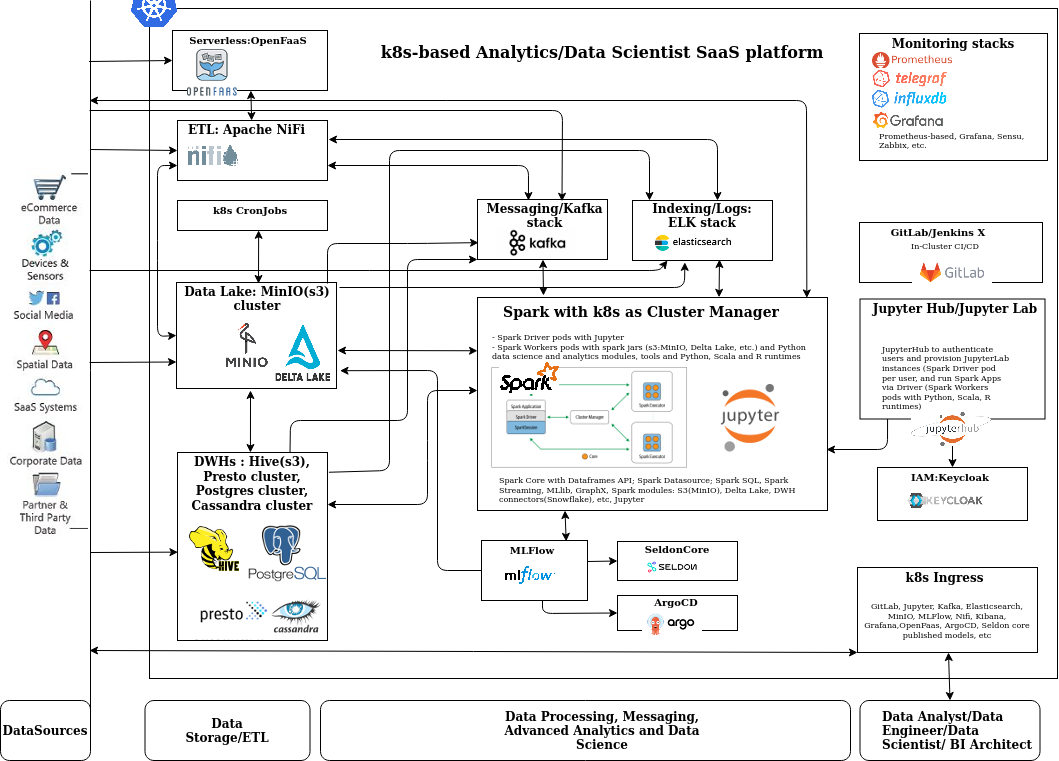 k8s-based Analytics/Data Scientist SaaS platform
Serverless:OpenFaaS
OPENFAAS
ETL: Apache NiFi
nifi
k8s CronJobs
Data Lake: MinIO(s3)
cluster
MINIO
DELTA LAKE
DWHs : Hive(s3),
Presto cluster,
Postgres cluster,
Cassandra cluster
HIVE
PostgreSQL
presto
cassandra
eCommerce
Data
Devices &
Sensors
Social Media
Spatial Data
SaaS Systems
Corporate Data
Partner &
Third Party
Data
Messaging/Kafka
stack
kafka
Indexing/Logs:
ELK stack
elasticsearch
Spark with k8s as Cluster Manager
- Spark Driver pods with Jupyter
- Spark Workers pods with spark jars (s3:MinIO, Delta Lake, etc.) and Python
data science and analytics modules, tools and Python, Scala and R runtimes
Spark
Spark Application
Spark Driver
SparkSession
Cluster Manager
Spark Executor
Spark Executor
Core
jupyter
Spark Core with Dataframes API; Spark Datasource; Spark SQL, Spark
Streaming, MLlib, GraphX, Spark modules: S3(MinIO), Delta Lake, DWH
connectors(Snowflake), etc, Jupyter
MLFlow
mlflow
SeldonCore
SELDON
ArgoCD
argo
Monitoring stacks
Prometheus
telegraf
influxdb
Grafana
Prometheus-based, Grafana, Sensu,
Zabbix, etc.
GitLab/Jenkins X
In-Cluster CI/CD
GitLab
Jupyter Hub/Jupyter Lab
JupyterHub to authenticate
users and provision JupyterLab
instances (Spark Driver pod
per user, and run Spark Apps
via Driver (Spark Workers
pods with Python, Scala, R
runtimes)
jupyterhub
IAM:Keycloak
KEYCLOAK
k8s Ingress
GitLab, Jupyter, Kafka, Elasticsearch,
MinIO, MLFlow, Nifi, Kibana,
Grafana,OpenFaas, ArgoCD, Seldon core
published models, etc
DataSources
Data
Storage/ETL
Data Processing, Messaging,
Advanced Analytics and Data
Science
Data Analyst/Data
Engineer/Data
Scientist/ BI Architect